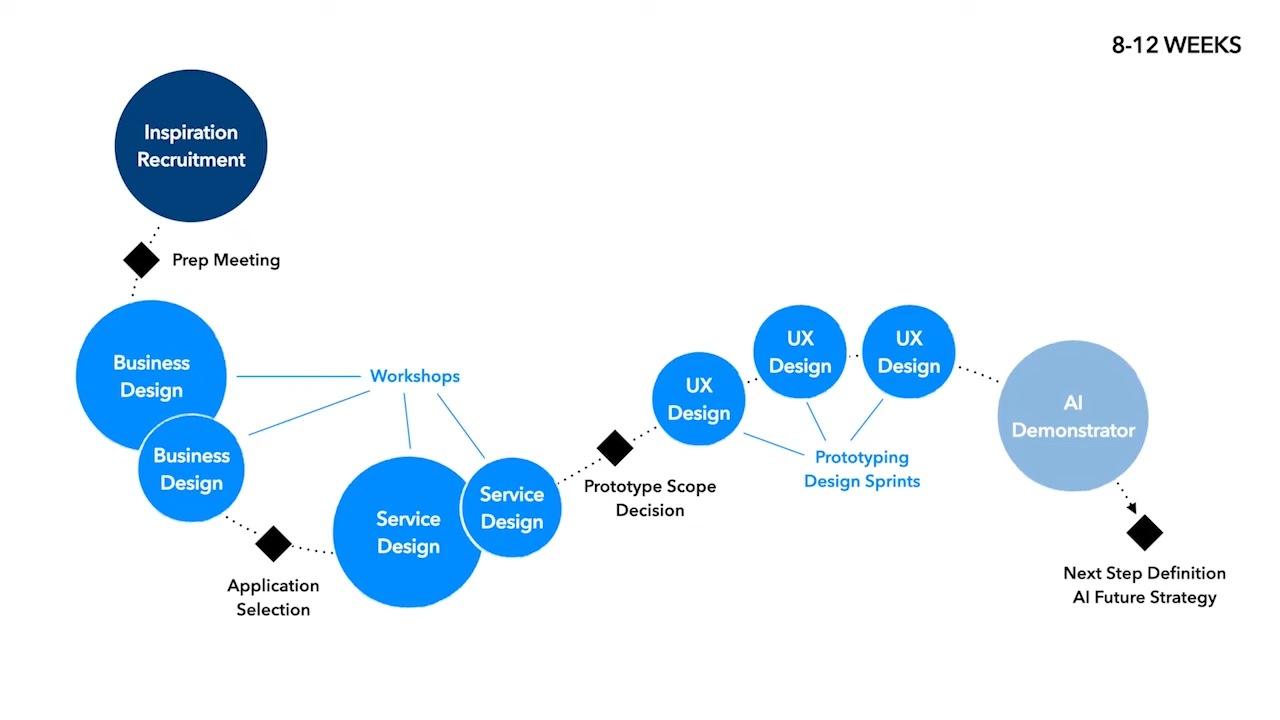 8-12 WEEKS
Inspiration
Recruitment
Prep Meeting
Business
Design
Workshops
Business
Design
Application
Selection
Service
Design
Service
Design
Prototype Scope
Decision
UX
Design
UX
Design
UX
Design
Prototyping
Design Sprints
AI
Demonstrator
Next Step Definition
AI Future Strategy